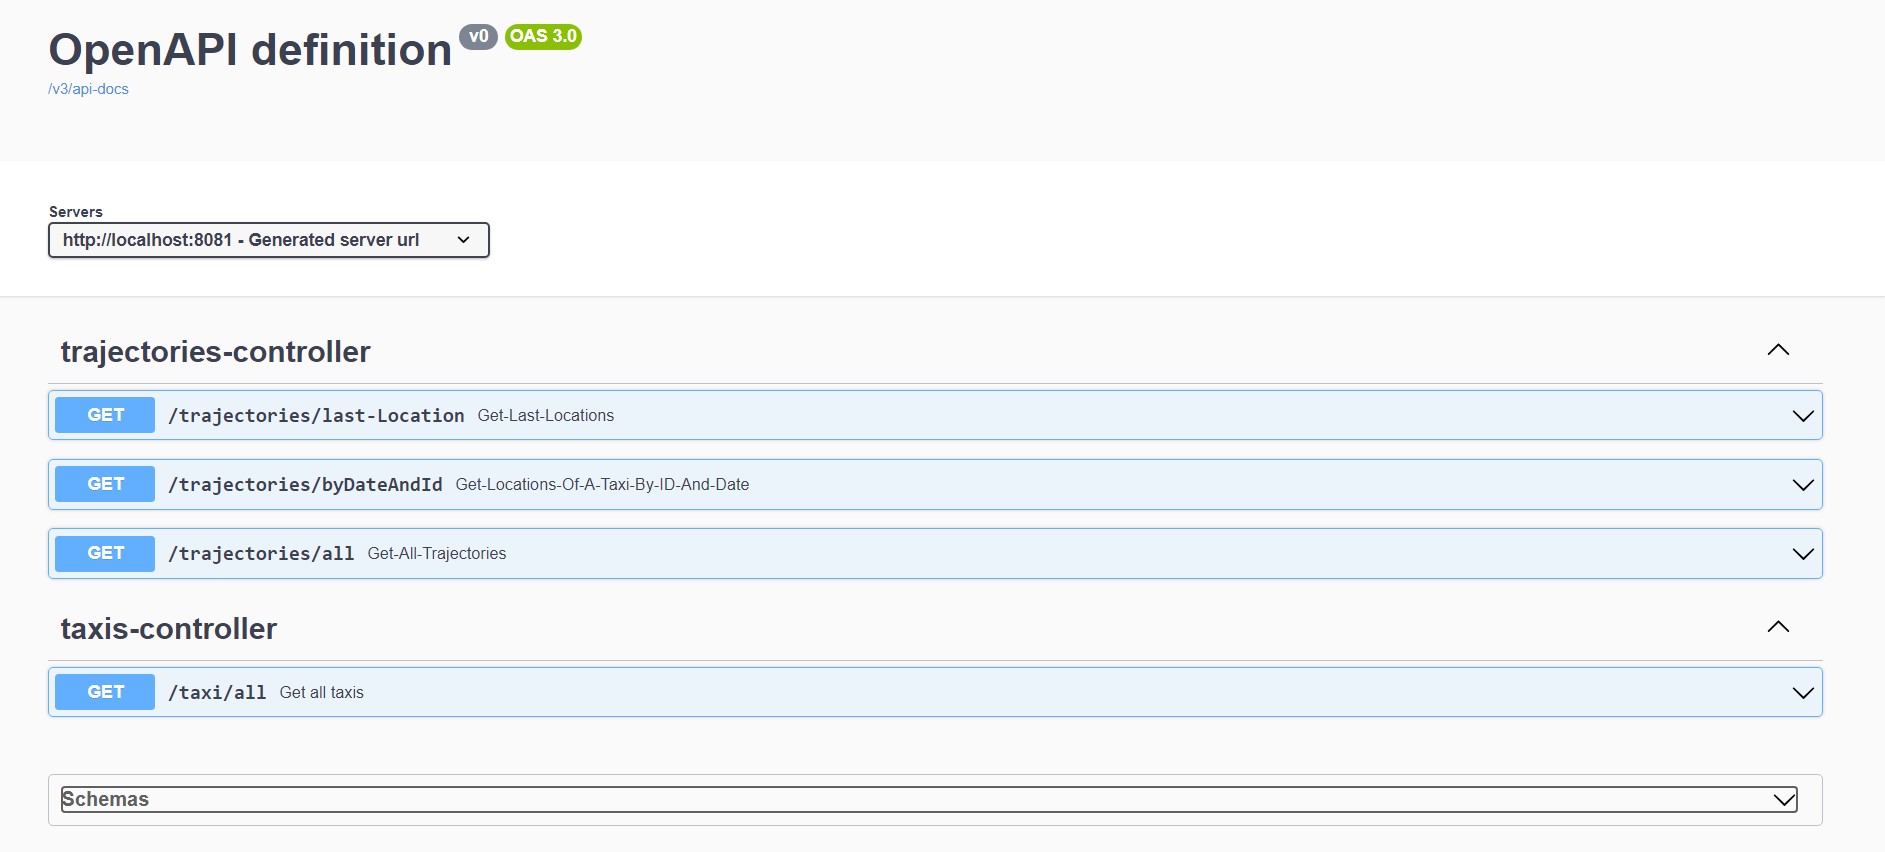 OpenAPI definition v0 OAS 3.0
/v3/api-docs
Servers
http://localhost:8081 - Generated server url
trajectories-controller
GET /trajectories/last-Location Get-Last-Locations
GET /trajectories/byDateAndId Get-Locations-Of-A-Taxi-By-ID-And-Date
GET /trajectories/all Get-All-Trajectories
taxis-controller
GET /taxi/all Get all taxis
Schemas